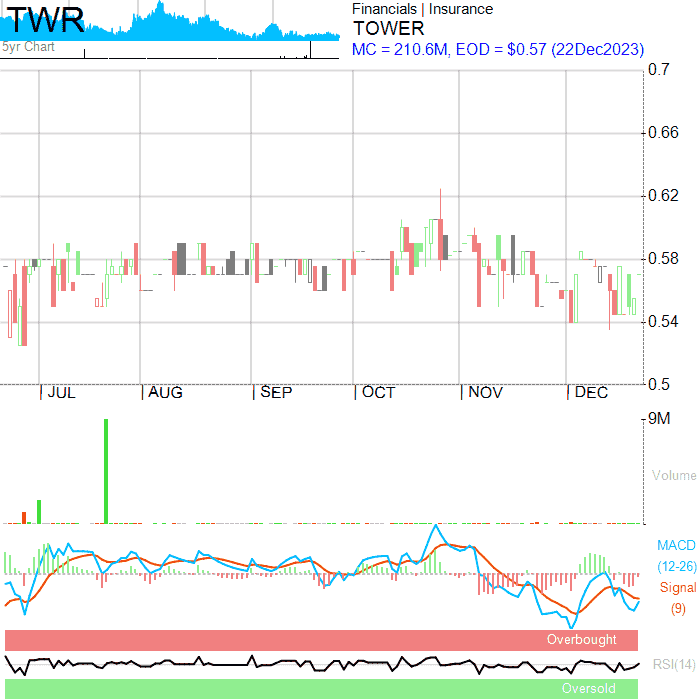 TWR
5yr Chart
Financials | Insurance
TOWER
MC = 210.6M, EOD = $0.57 (22Dec2023)
0.7
0.66
0.62
0.58
0.54
0.5
JUL AUG SEP OCT NOV DEC
9M
Volume
MACD
(12-26)
Signal
(9)
Overbought
RSI(14)
Oversold